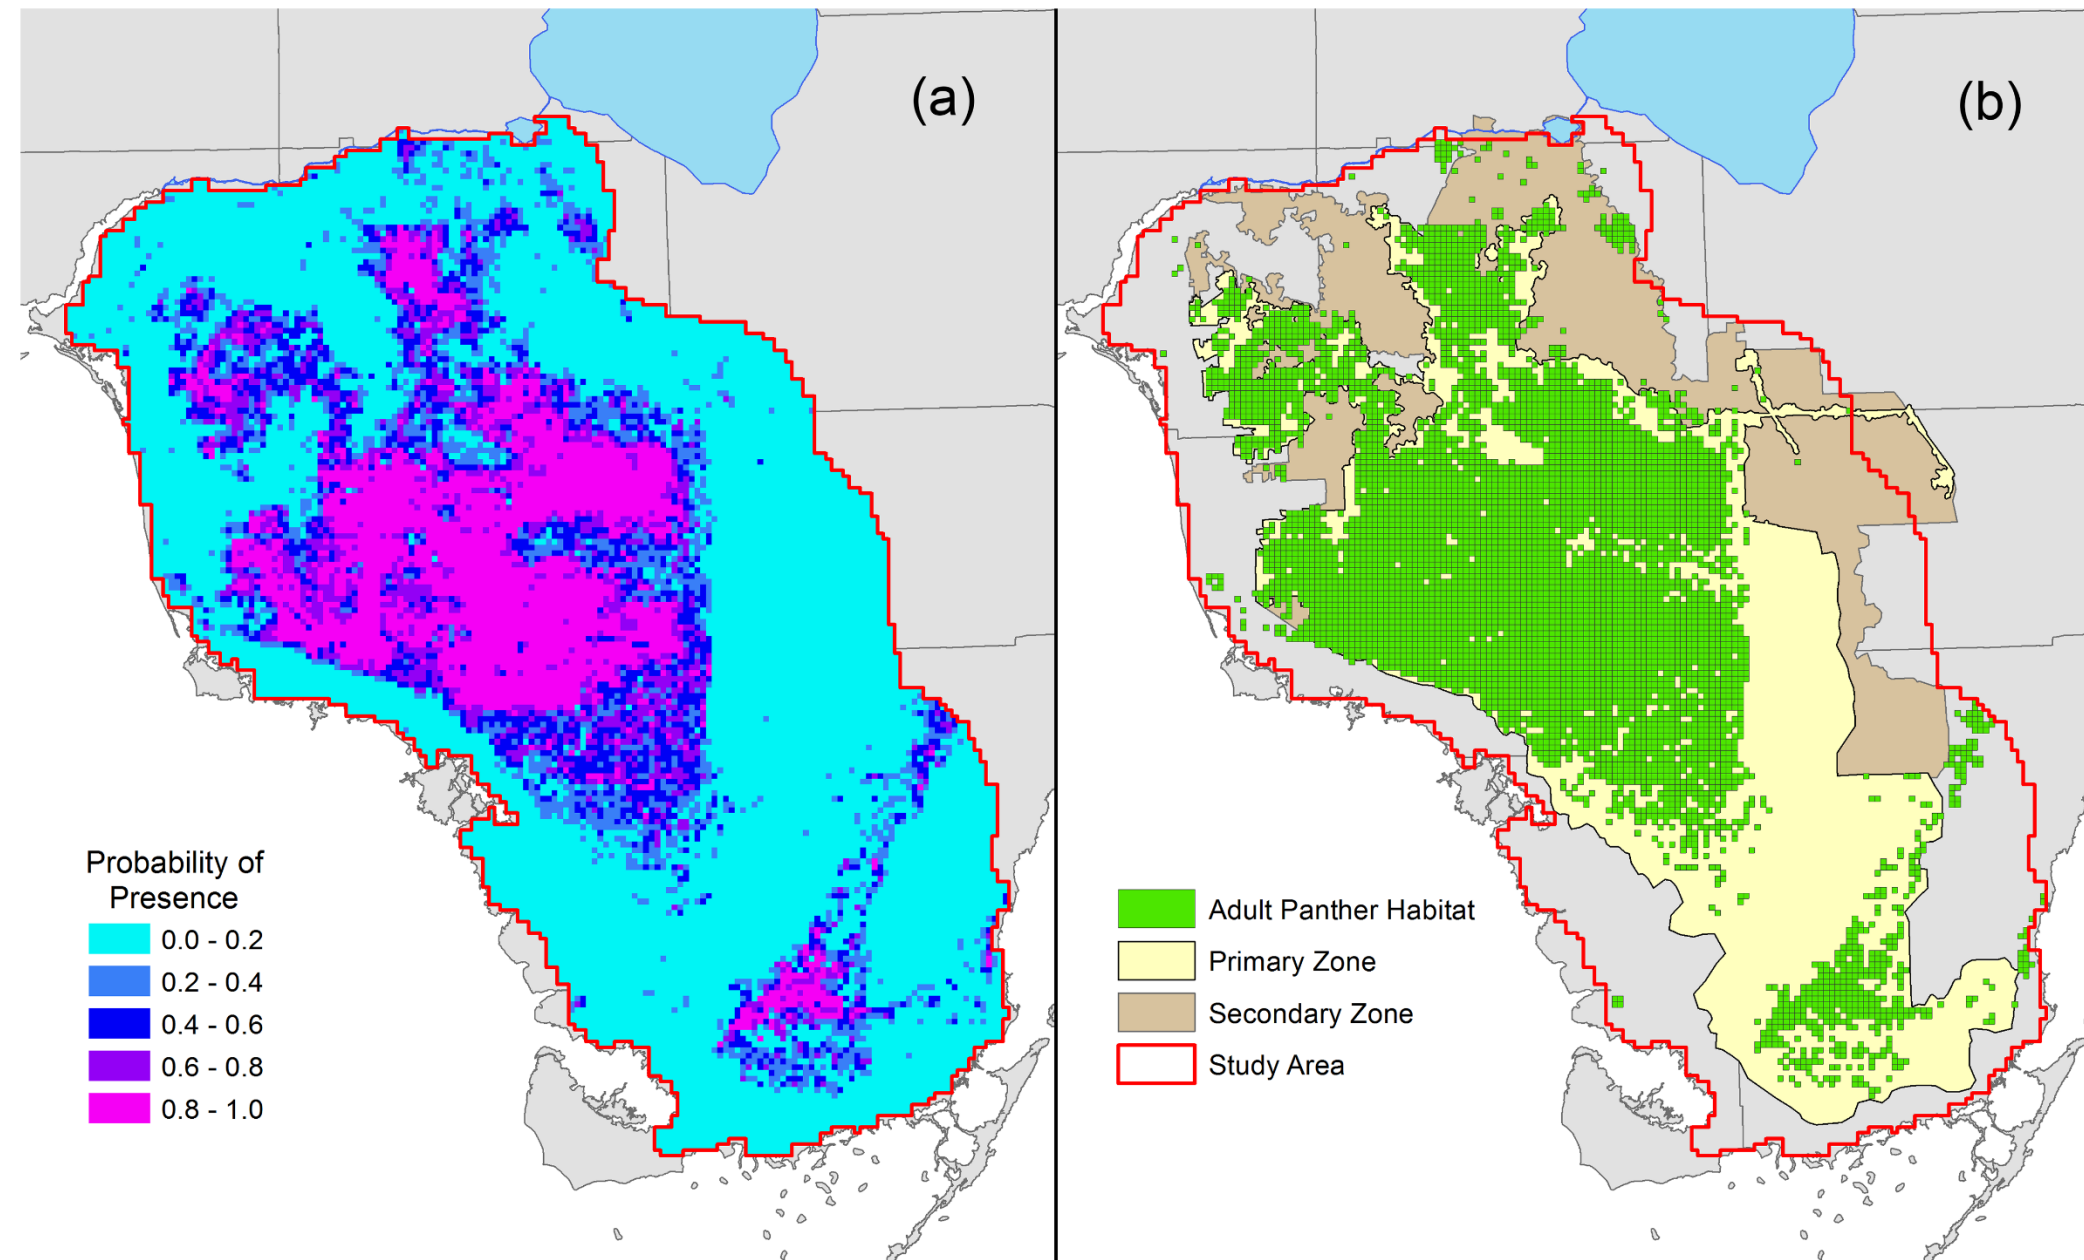 (a)
Probability of
Presence
0.0 - 0.2
0.2 - 0.4
0.4 - 0.6
0.6 - 0.8
0.8 - 1.0
(b)
Adult Panther Habitat
Primary Zone
Secondary Zone
Study Area